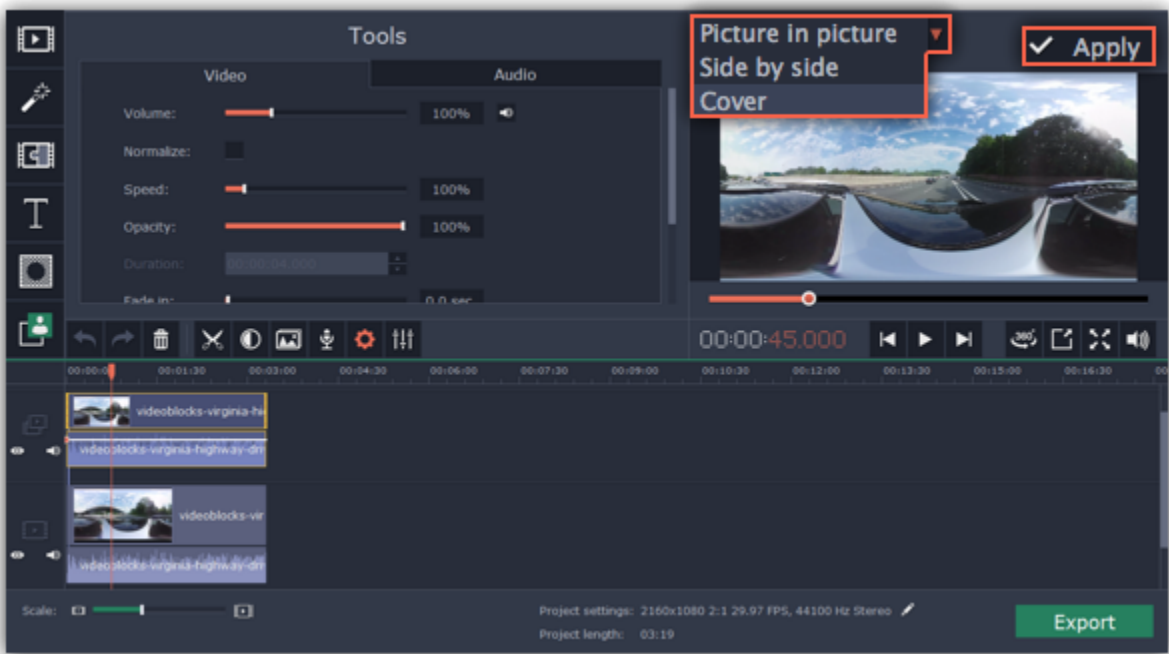 Tools
Video
Audio
Volume:
100%
Normalize:
Speed:
100%
Opacity:
100%
Duration:
00:00:04.000
Fade in:
0.0 sec
Picture in picture
Side by side
Cover
Apply
T
00:00:45.000
360°
00:01:30
00:03:00
00:04:30
00:06:00
00:07:30
00:09:00
00:10:30
00:12:00
00:13:30
00:15:00
00:16:30
videoblocks-virginia-hi
videoblocks-virginia-highway-dri
videoblocks-vir
videoblocks-virginia-highway-dri
Scale:
Project settings: 2160x1080 2:1 29.97 FPS, 44100 Hz Stereo
Project length: 03:19
Export